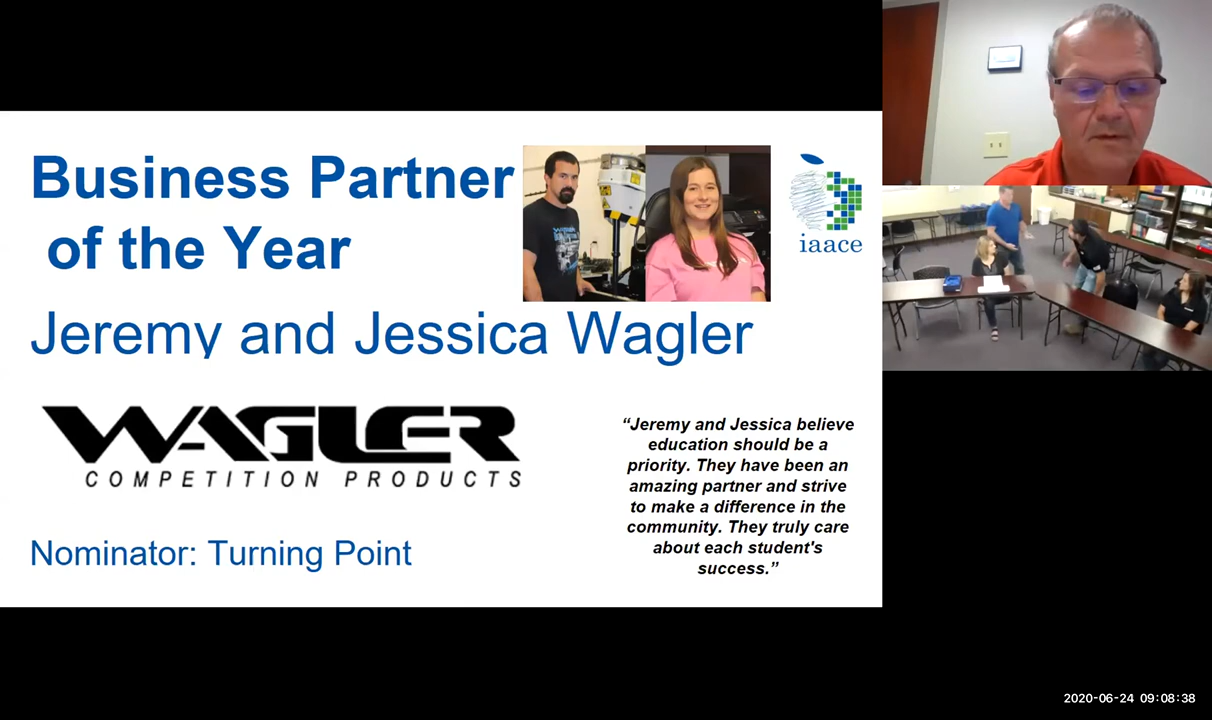 Business Partner
of the Year
Jeremy and Jessica Wagler
iaace
WAGLER
COMPETITION PRODUCTS
Nominator: Turning Point
“Jeremy and Jessica believe
education should be a
priority. They have been an
amazing partner and strive
to make a difference in the
community. They truly care
about each student's
success.”
2020-06-24 09:08:38